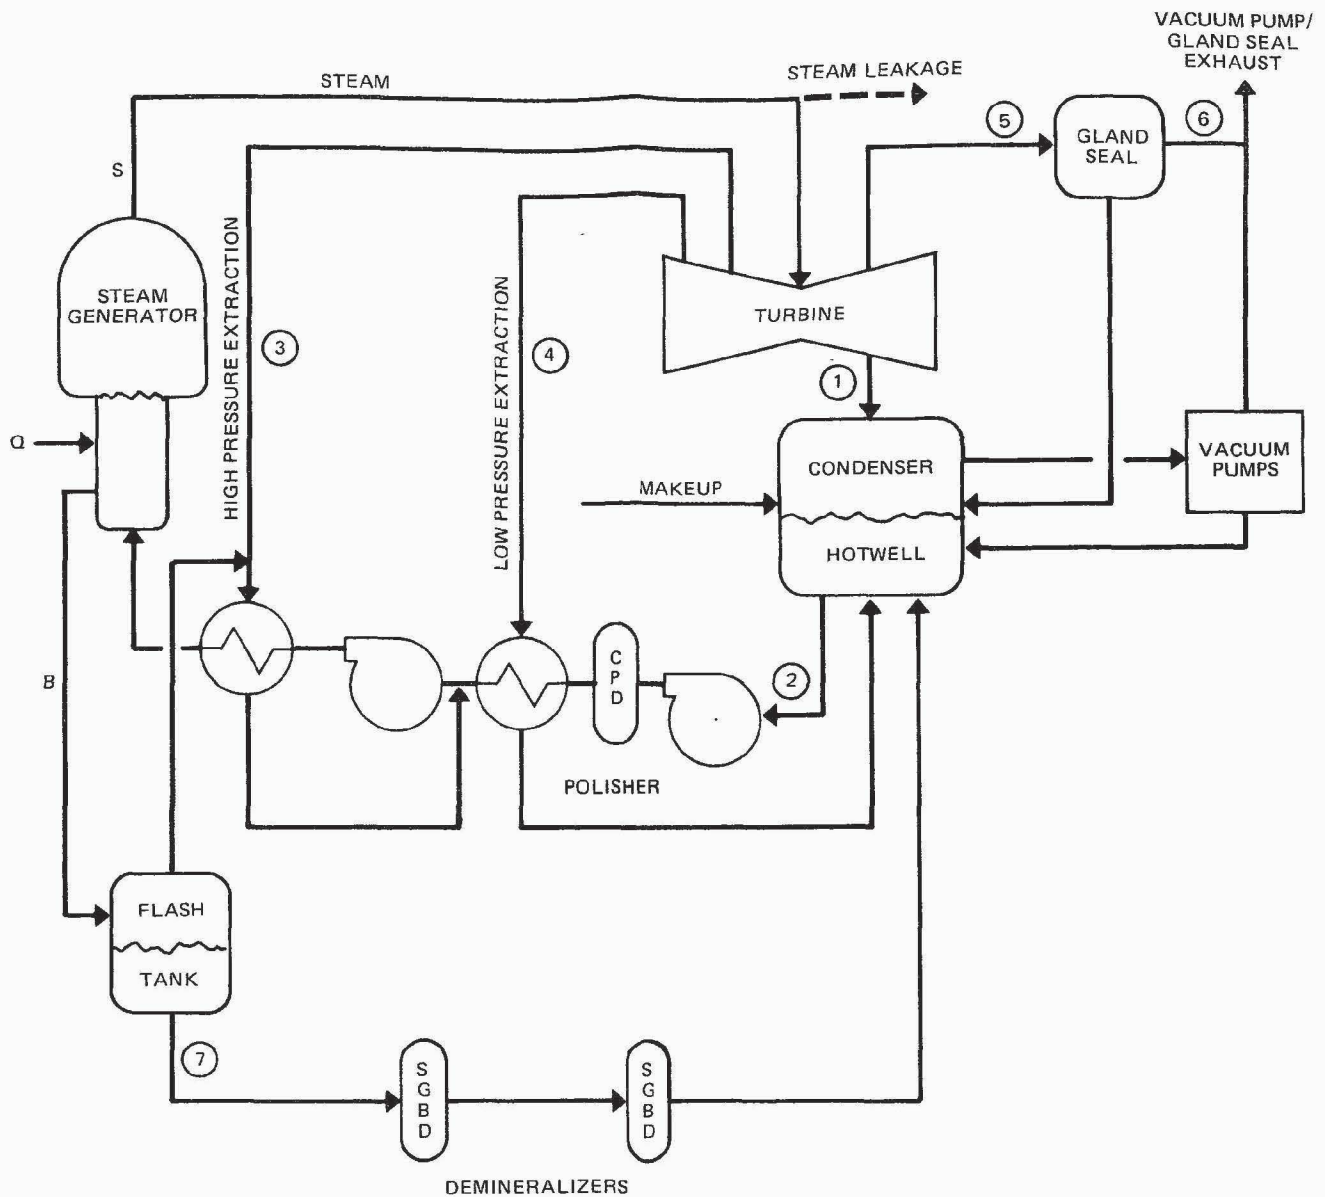 VACUUM PUMP/
GLAND SEAL
EXHAUST
STEAM
STEAM LEAKAGE
5
6
GLAND
SEAL
S
STEAM
GENERATOR
HIGH PRESSURE EXTRACTION
3
LOW PRESSURE EXTRACTION
4
TURBINE
1
Q
MAKEUP
CONDENSER
HOTWELL
VACUUM
PUMPS
B
C
P
D
2
POLISHER
FLASH
TANK
7
S
G
B
D
S
G
B
D
DEMINERALIZERS